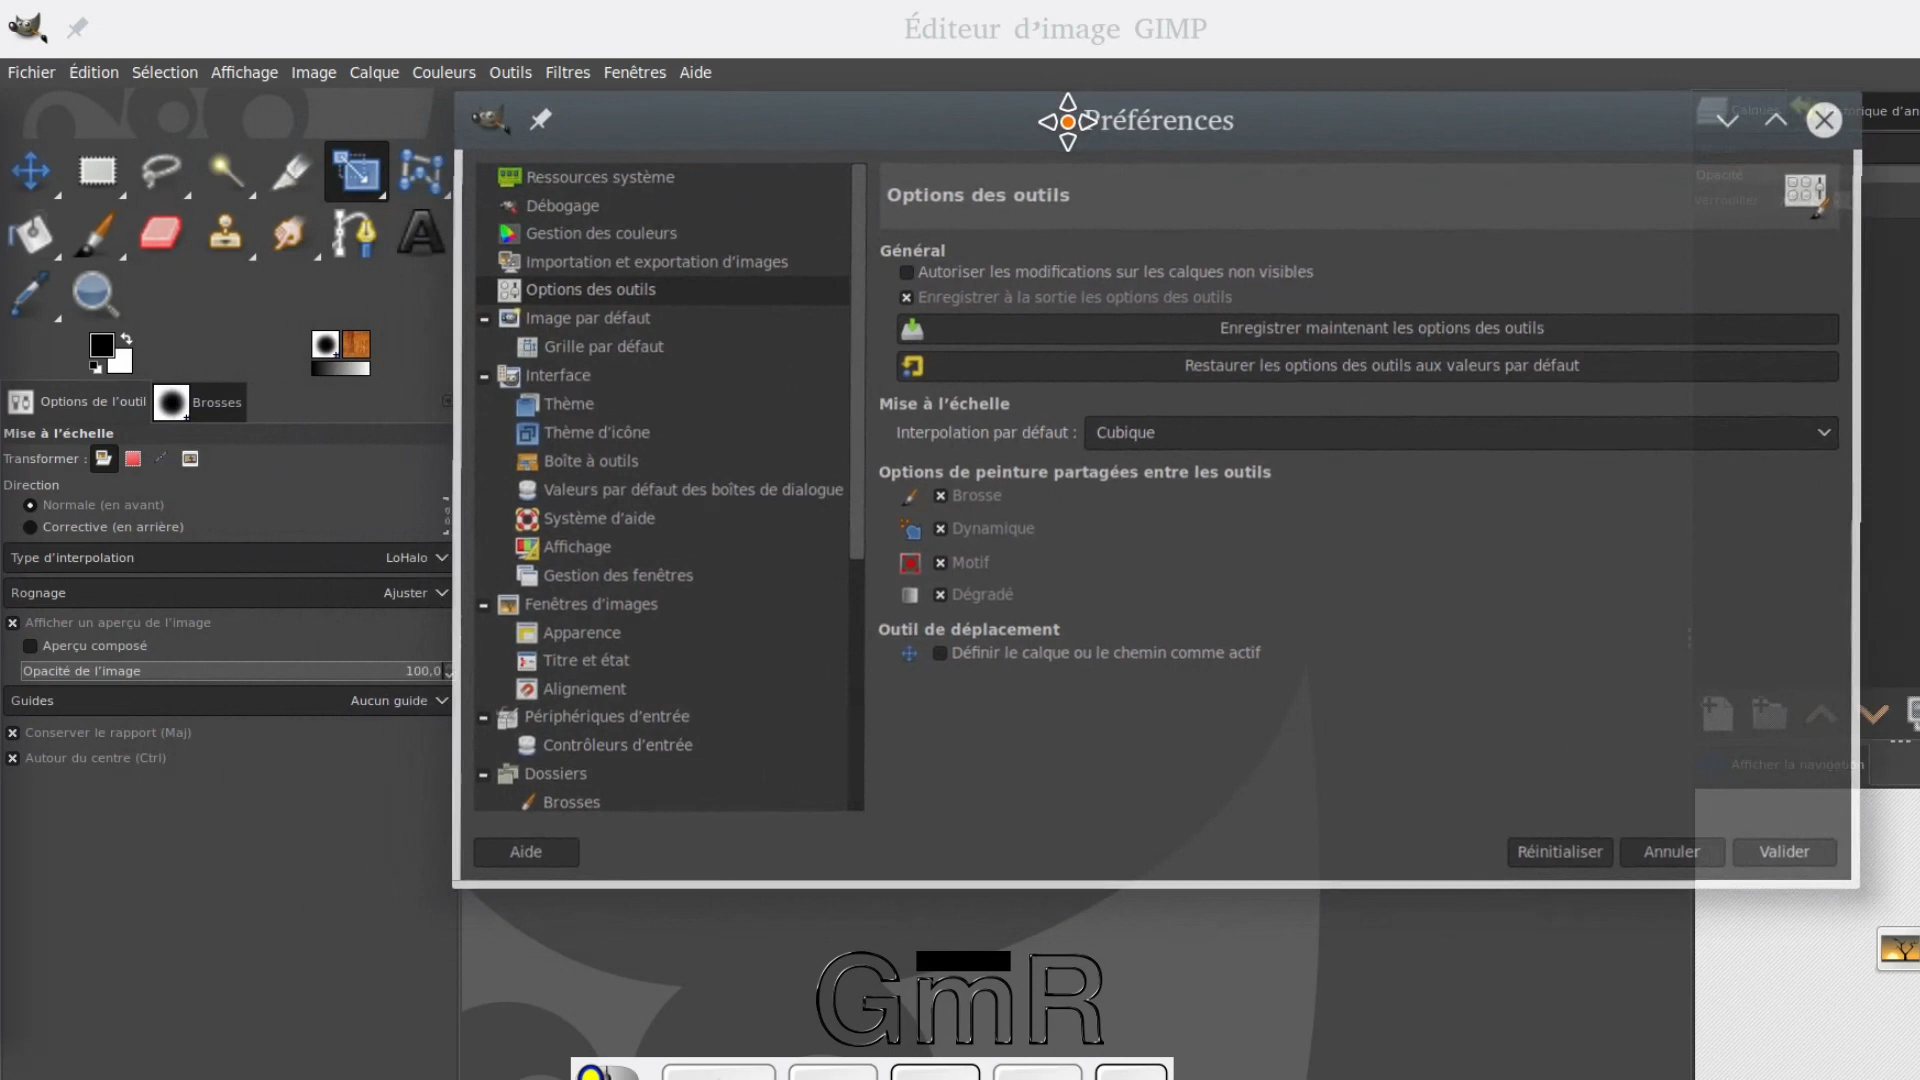 Éditeur d’image GIMP
Fichier Édition Sélection Affichage Image Calque Couleurs Outils Filtres Fenêtres Aide
Préférences
Calques
Opacité
Verrouiller
Options de l’outil
Brosses
Mise à l’échelle
Transformer :
Direction
Normale (en avant)
Corrective (en arrière)
Type d’interpolation LoHalo
Rognage Ajuster
Afficher un aperçu de l’image
Aperçu composé
Opacité de l’image 100,0
Guides Aucun guide
Conserver le rapport (Maj)
Autour du centre (Ctrl)
Ressources système
Débogage
Gestion des couleurs
Importation et exportation d’images
Options des outils
Image par défaut
Grille par défaut
Interface
Thème
Thème d’icône
Boîte à outils
Valeurs par défaut des boîtes de dialogue
Système d’aide
Affichage
Gestion des fenêtres
Fenêtres d’images
Apparence
Titre et état
Alignement
Périphériques d’entrée
Contrôleurs d’entrée
Dossiers
Brosses
Options des outils
Général
Autoriser les modifications sur les calques non visibles
Enregistrer à la sortie les options des outils
Enregistrer maintenant les options des outils
Restaurer les options des outils aux valeurs par défaut
Mise à l’échelle
Interpolation par défaut : Cubique
Options de peinture partagées entre les outils
Brosse
Dynamique
Motif
Dégradé
Outil de déplacement
Définir le calque ou le chemin comme actif
Afficher la navigation
Aide
Réinitialiser
Annuler
Valider
GmR